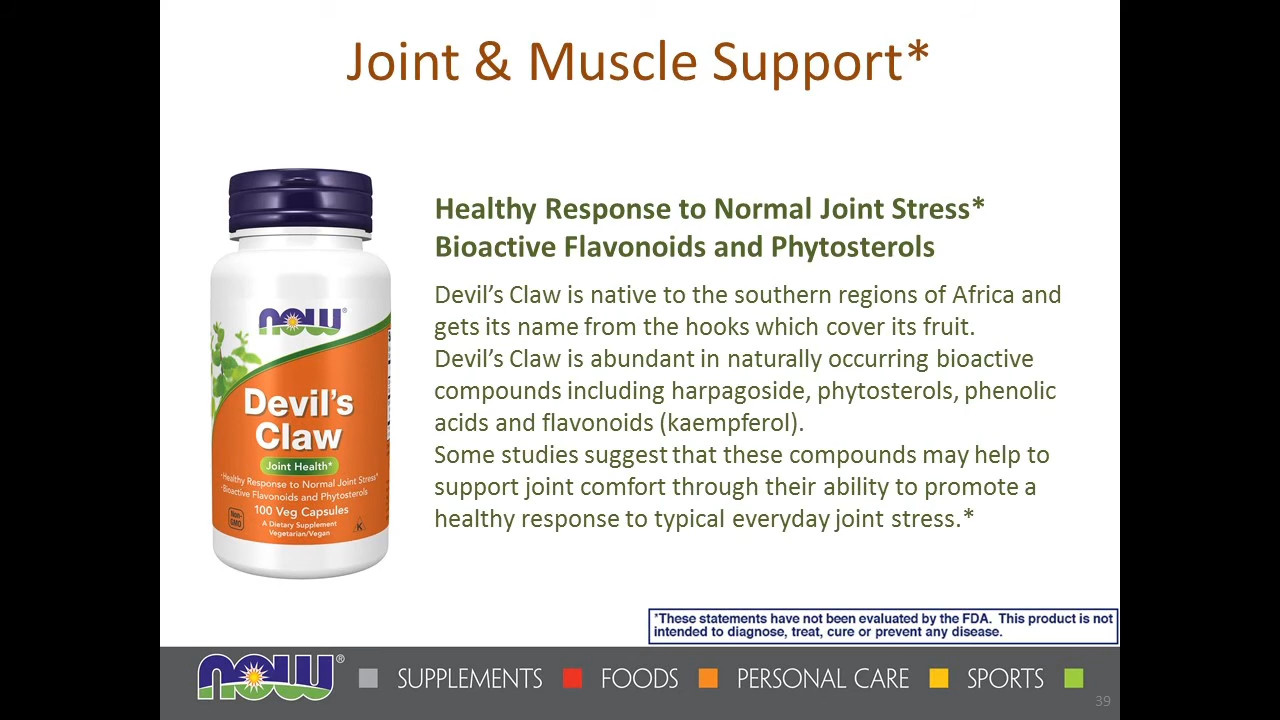 Joint & Muscle Support*
Healthy Response to Normal Joint Stress*
Bioactive Flavonoids and Phytosterols
Devil’s Claw is native to the southern regions of Africa and
gets its name from the hooks which cover its fruit.
Devil’s Claw is abundant in naturally occurring bioactive
compounds including harpagoside, phytosterols, phenolic
acids and flavonoids (kaempferol).
Some studies suggest that these compounds may help to
support joint comfort through their ability to promote a
healthy response to typical everyday joint stress.*
now®
Devil's
Claw
Joint Health*
Healthy Response to Normal Joint Stress*
Bioactive Flavonoids and Phytosterols
100 Veg Capsules
A Dietary Supplement
Vegetarian/Vegan
Non-
GMO
K
*These statements have not been evaluated by the FDA. This product is not
intended to diagnose, treat, cure or prevent any disease.
now® SUPPLEMENTS FOODS PERSONAL CARE SPORTS
39